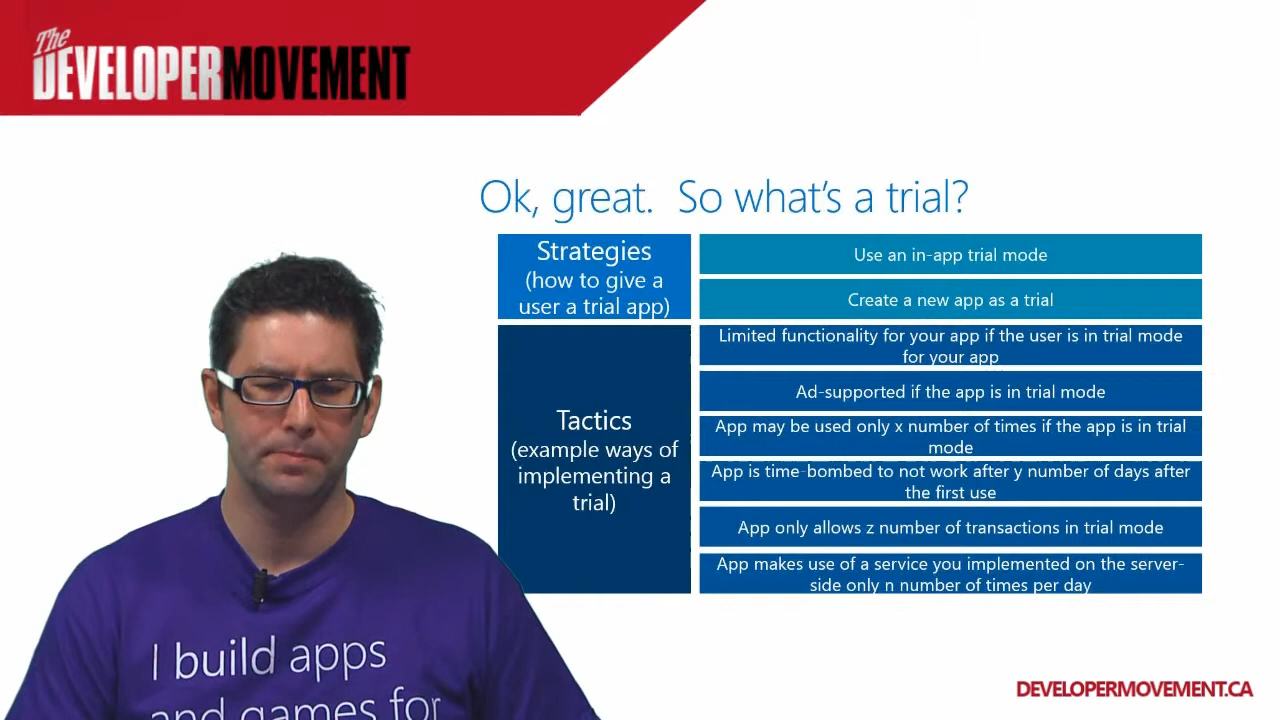 The
DEVELOPERMOVEMENT
Ok, great. So what's a trial?
Strategies
(how to give a
user a trial app)
Use an in-app trial mode
Create a new app as a trial
Tactics
(example ways of
implementing a
trial)
Limited functionality for your app if the user is in trial mode
for your app
Ad-supported if the app is in trial mode
App may be used only x number of times if the app is in trial
mode
App is time-bombed to not work after y number of days after
the first use
App only allows z number of transactions in trial mode
App makes use of a service you implemented on the server-
side only n number of times per day
I build apps
and games for
DEVELOPERMOVEMENT.CA